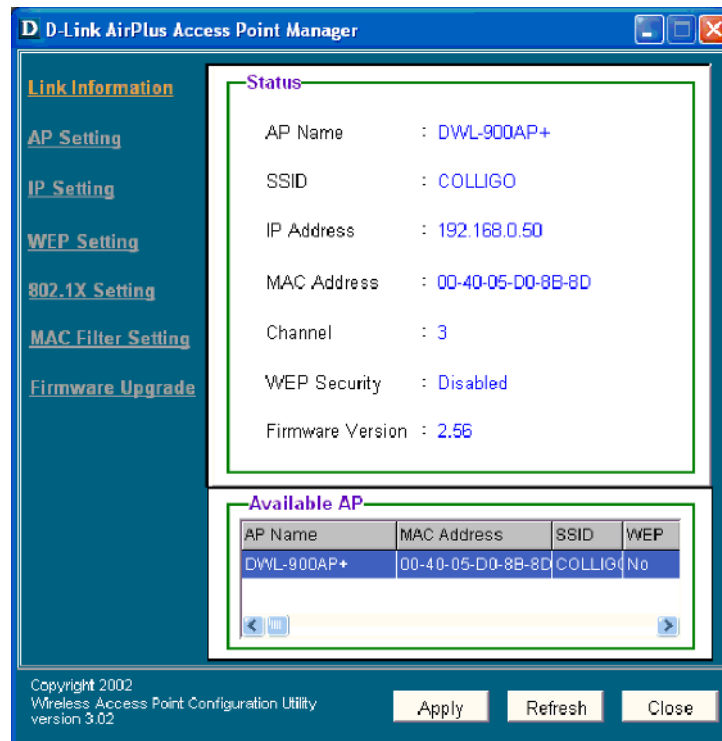 D D-Link AirPlus Access Point Manager
Link Information
AP Setting
IP Setting
WEP Setting
802.1X Setting
MAC Filter Setting
Firmware Upgrade
Status
AP Name : DWL-900AP+
SSID : COLLIGO
IP Address : 192.168.0.50
MAC Address : 00-40-05-D0-8B-8D
Channel : 3
WEP Security : Disabled
Firmware Version : 2.56
Available AP
AP Name MAC Address SSID WEP
DWL-900AP+ 00-40-05-D0-8B-8D COLLIGO No
Copyright 2002
Wireless Access Point Configuration Utility
version 3.02
Apply Refresh Close